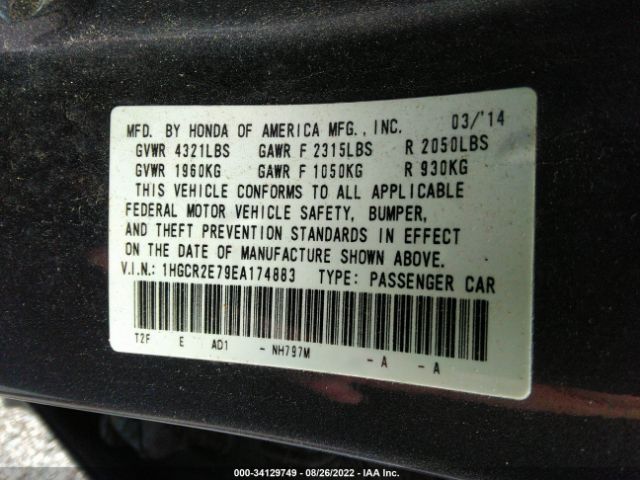 MFD. BY HONDA OF AMERICA MFG., INC. 03/'14
GVWR 4321LBS GAWR F 2315LBS R 2050LBS
GVWR 1960KG GAWR F 1050KG R 930KG
THIS VEHICLE CONFORMS TO ALL APPLICABLE
FEDERAL MOTOR VEHICLE SAFETY, BUMPER,
AND THEFT PREVENTION STANDARDS IN EFFECT
ON THE DATE OF MANUFACTURE SHOWN ABOVE.
V.I.N.: 1HGCR2E79EA174883 TYPE: PASSENGER CAR
T2F E AD1 - NH797M - A - A
000-34129749 - 08/26/2022 - IAA Inc.